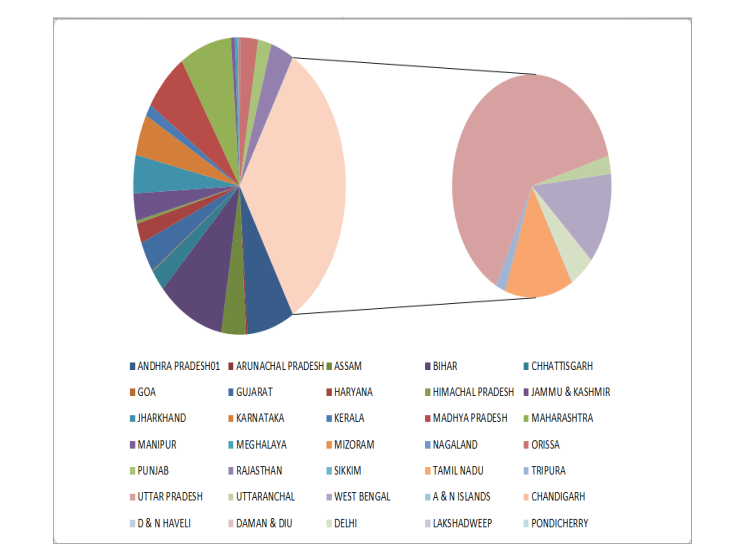 ANDHRA PRADESH01 ARUNACHAL PRADESH ASSAM BIHAR CHHATTISGARH
GOA GUJARAT HARYANA HIMACHAL PRADESH JAMMU & KASHMIR
JHARKHAND KARNATAKA KERALA MADHYA PRADESH MAHARASHTRA
MANIPUR MEGHALAYA MIZORAM NAGALAND ORISSA
PUNJAB RAJASTHAN SIKKIM TAMIL NADU TRIPURA
UTTAR PRADESH UTTARANCHAL WEST BENGAL A & N ISLANDS CHANDIGARH
D & N HAVELI DAMAN & DIU DELHI LAKSHADWEEP PONDICHERRY